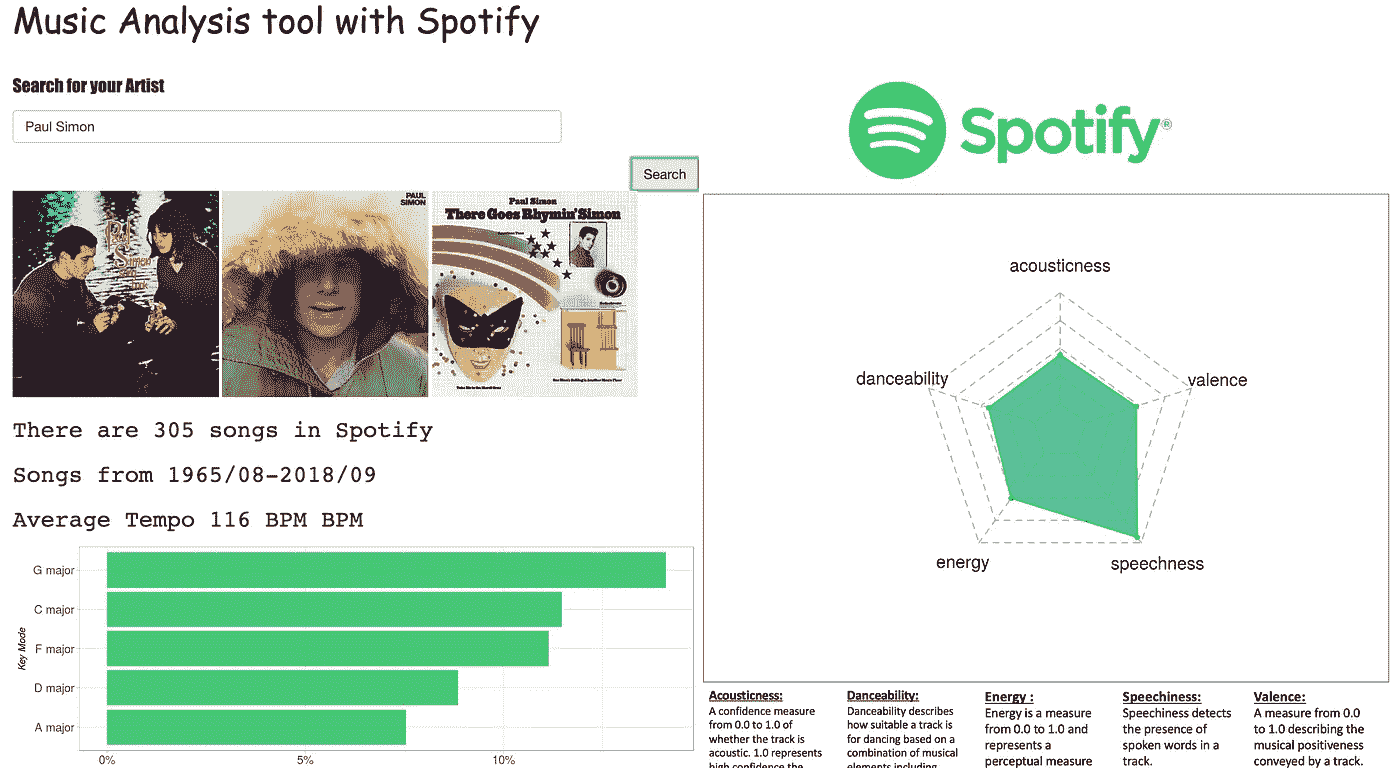 Music Analysis tool with Spotify
Search for your Artist
Paul Simon
Search
Spotify®
PAUL
SIMON
Paul Simon
There Goes Rhymin' Simon
There are 305 songs in Spotify
Songs from 1965/08-2018/09
Average Tempo 116 BPM BPM
Key Mode
G major
C major
F major
D major
A major
0%
5%
10%
acousticness
danceability
valence
energy
speechness
Acousticness:
A confidence measure
from 0.0 to 1.0 of
whether the track is
acoustic. 1.0 represents
high confidence the
Danceability:
Danceability describes
how suitable a track is
for dancing based on a
combination of musical
elements including
Energy :
Energy is a measure
from 0.0 to 1.0 and
represents a
perceptual measure
Speechiness:
Speechiness detects
the presence of
spoken words in a
track.
Valence:
A measure from 0.0
to 1.0 describing the
musical positiveness
conveyed by a track.